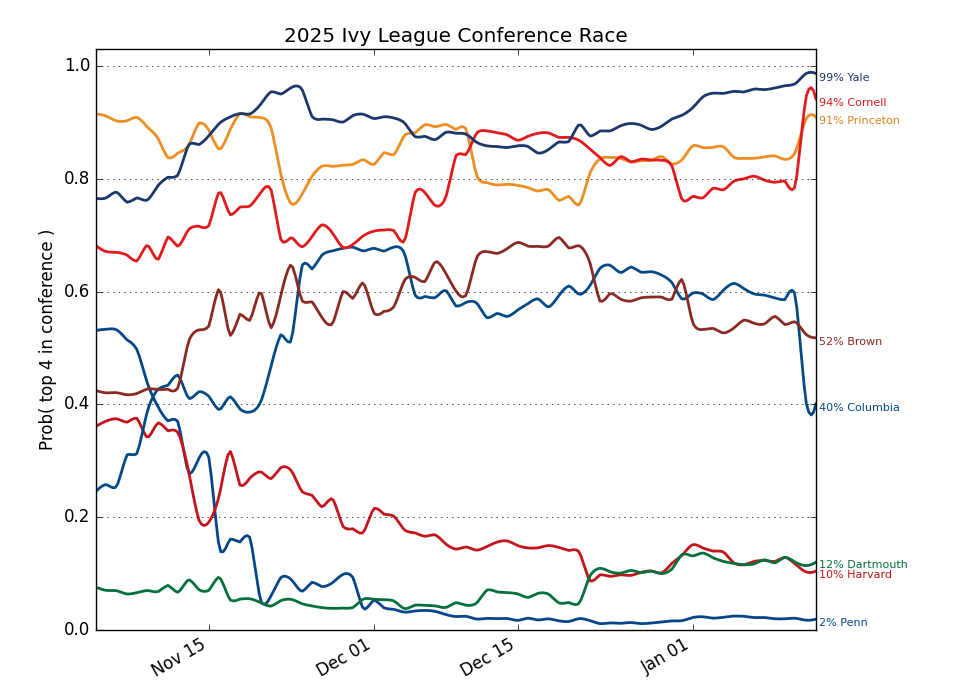 2025 Ivy League Conference Race
Prob( top 4 in conference )
1.0
0.8
0.6
0.4
0.2
0.0
Nov 15
Dec 01
Dec 15
Jan 01
99% Yale
94% Cornell
91% Princeton
52% Brown
40% Columbia
12% Dartmouth
10% Harvard
2% Penn